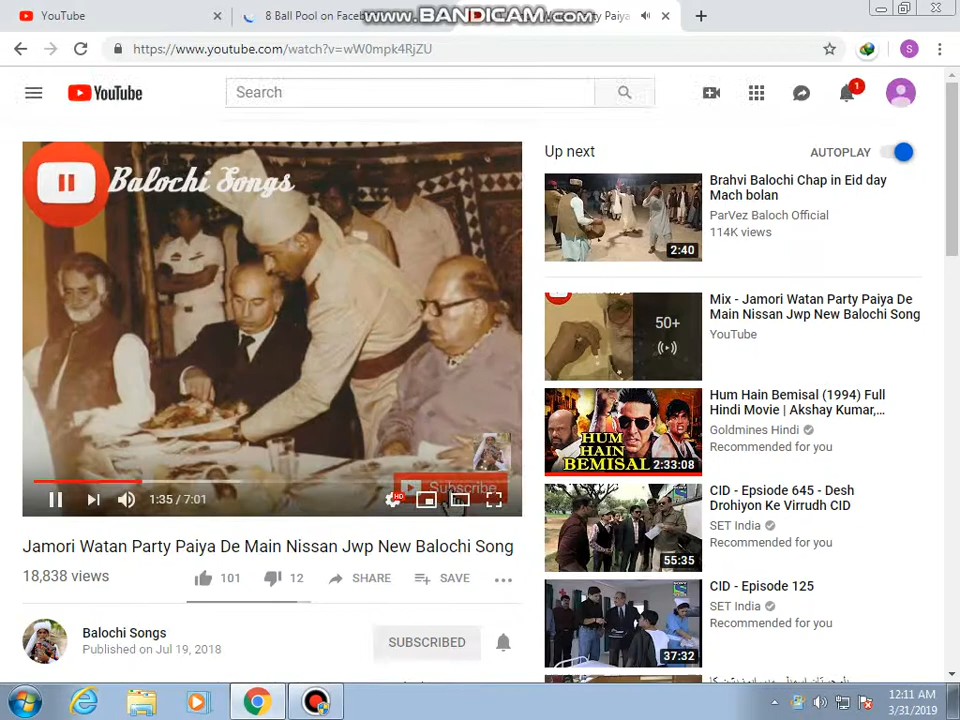 YouTube
8 Ball Pool on Faceb
WWW.BANDICAM.COM
ty Paiya
https://www.youtube.com/watch?v=wW0mpk4RjZU
S
YouTube
Search
1
Balochi Songs
Subscribe
1:35 / 7:01
HD
Jamori Watan Party Paiya De Main Nissan Jwp New Balochi Song
18,838 views
101
12
SHARE
SAVE
Balochi Songs
Published on Jul 19, 2018
SUBSCRIBED
Up next
AUTOPLAY
Brahvi Balochi Chap in Eid day
Mach bolan
ParVez Baloch Official
114K views
2:40
Mix - Jamori Watan Party Paiya De
Main Nissan Jwp New Balochi Song
YouTube
50+
Hum Hain Bemisal (1994) Full
Hindi Movie | Akshay Kumar,...
Goldmines Hindi
Recommended for you
HUM
HAIN
BEMISAL
2:33:08
CID - Epsiode 645 - Desh
Drohiyon Ke Virrudh CID
SET India
Recommended for you
55:35
CID - Episode 125
SET India
Recommended for you
37:32
12:11 AM
3/31/2019